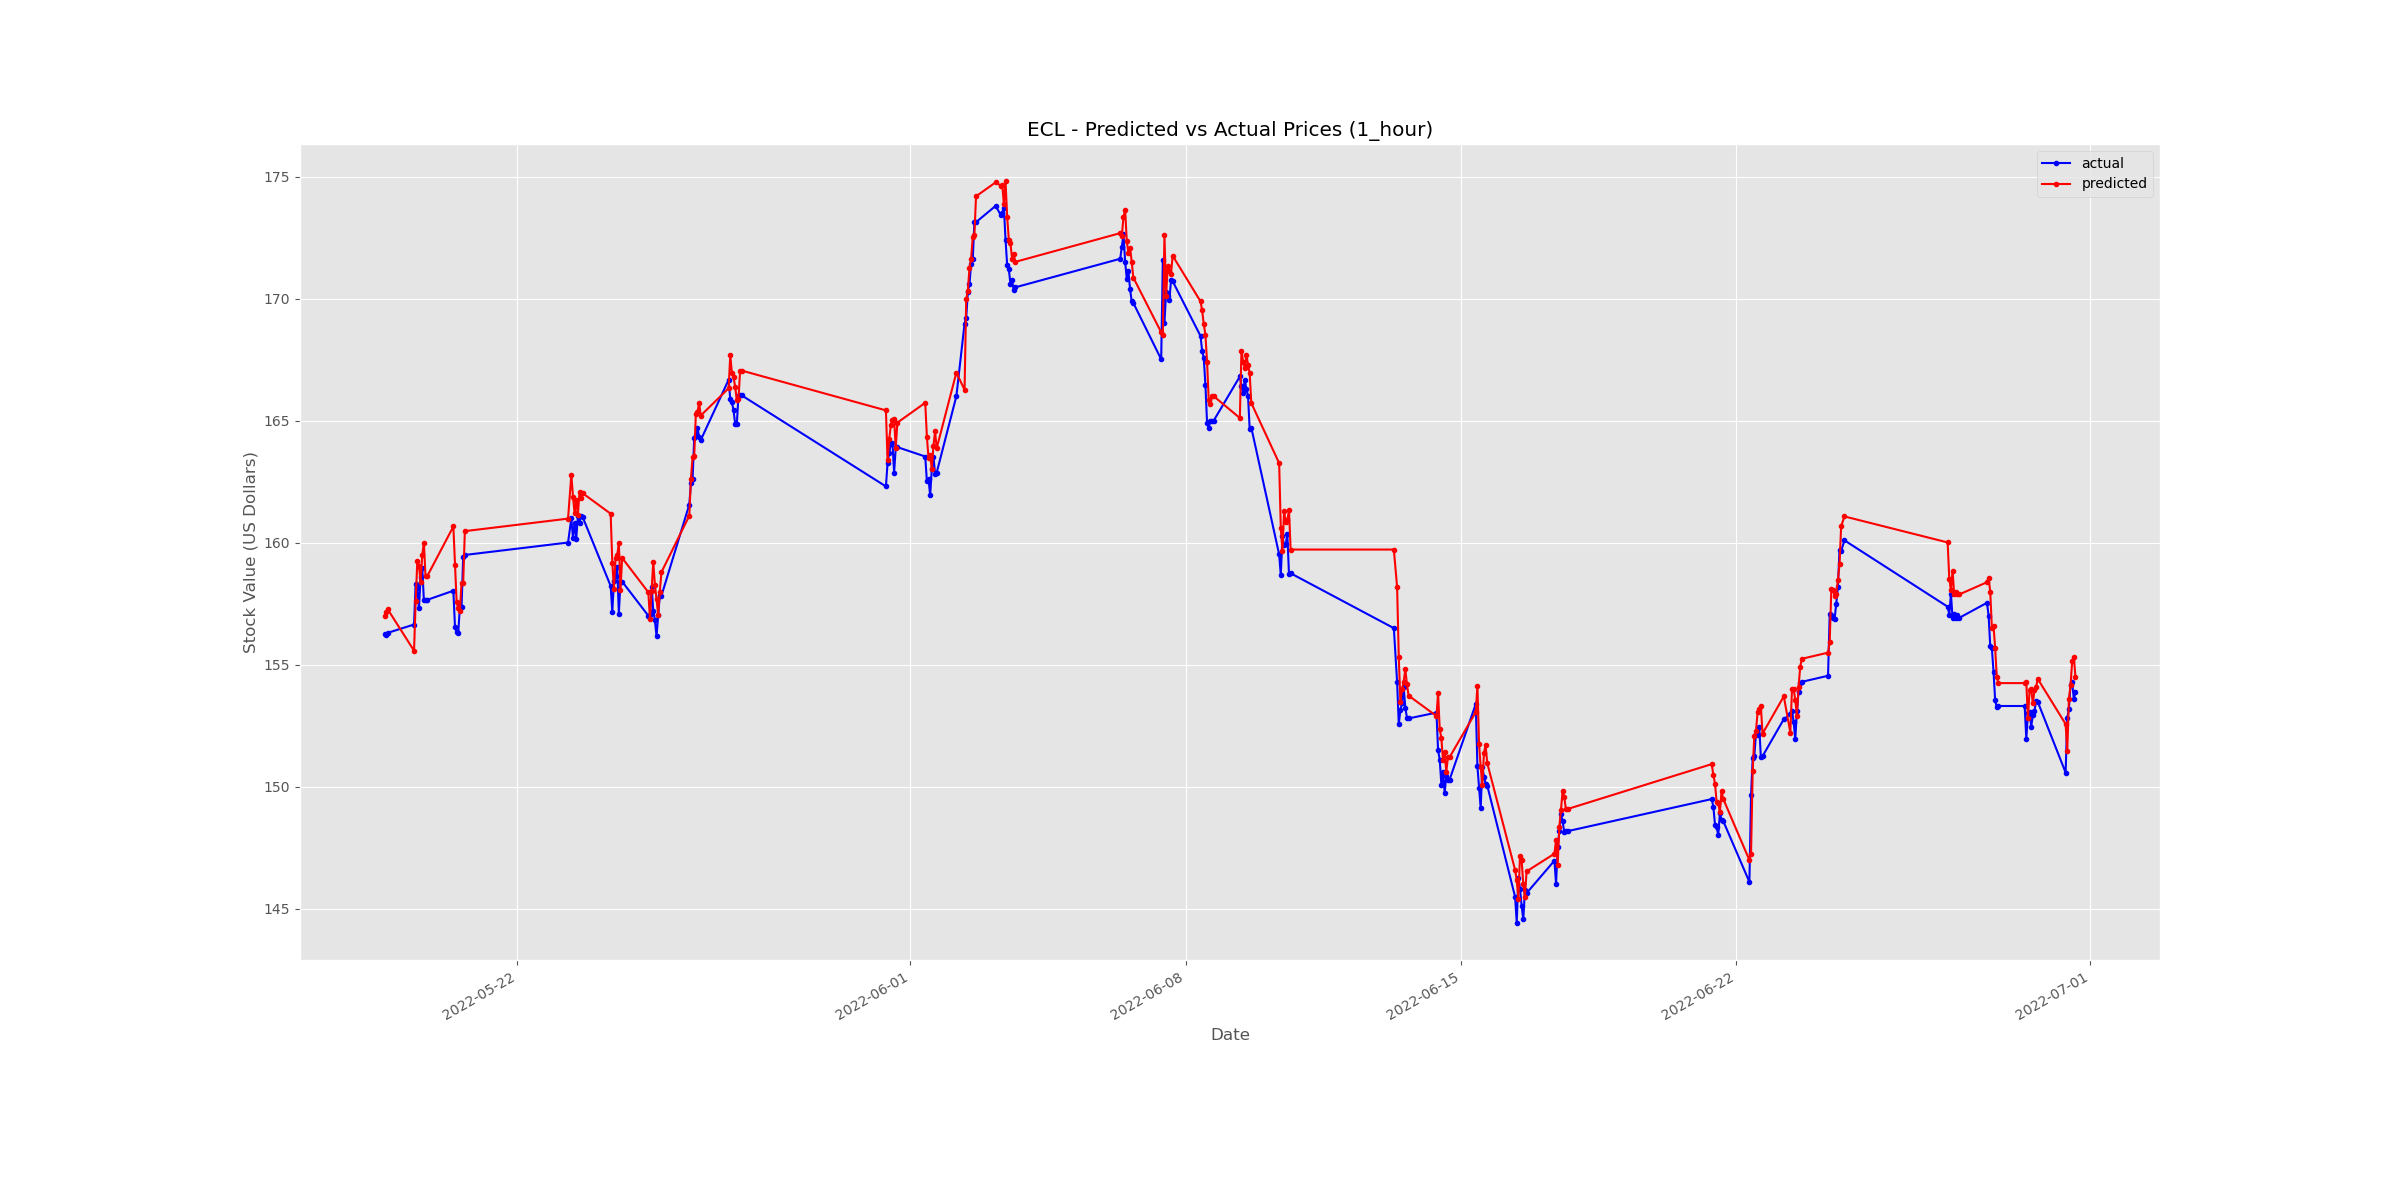 ECL - Predicted vs Actual Prices (1_hour)
actual
predicted
175
170
165
160
155
150
145
Stock Value (US Dollars)
2022-05-22
2022-06-01
2022-06-08
2022-06-15
2022-06-22
2022-07-01
Date